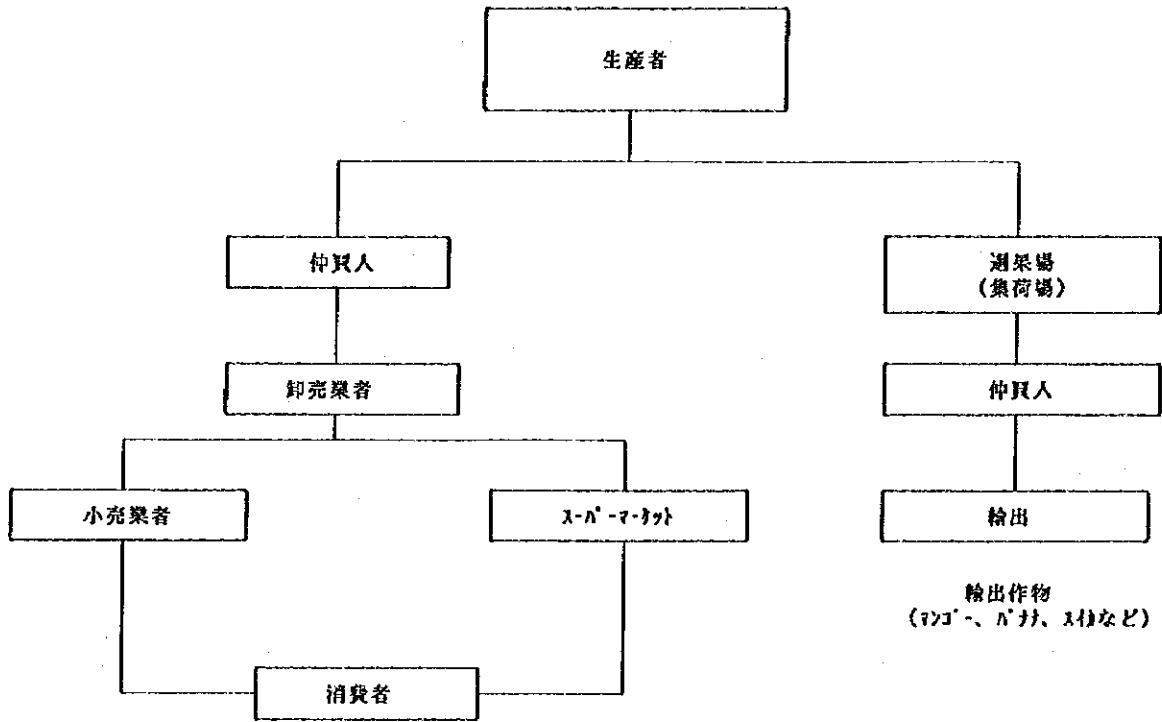 生産者
仲買人
選果場
(集荷場)
卸売業者
仲買人
小売業者
スーパーマーケット
輸出
輸出作物
(マンゴー、バナナ、スイカなど)
消費者